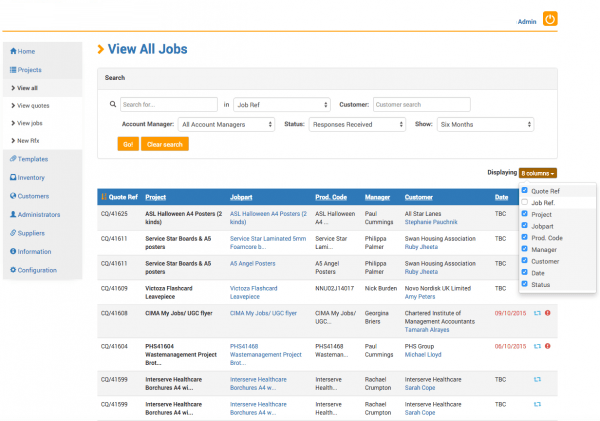 Admin
Home
Projects
View all
View quotes
View jobs
New Rfx
Templates
Inventory
Customers
Administrators
Suppliers
Information
Configuration
View All Jobs
Search
Search for... in Job Ref Customer: Customer search
Account Manager: All Account Managers Status: Responses Received Show: Six Months
Go! Clear search
Displaying 8 columns
Quote Ref
Job Ref.
Project
Jobpart
Prod. Code
Manager
Customer
Date
Status
Quote Ref Project Jobpart Prod. Code Manager Customer Date
CQ/41625 ASL Halloween A4 Posters (2 ASL Halloween A4 Posters (2 ASL Halloween Paul All Star Lanes TBC
kinds) kinds) A4 ... Cummings Stephanie Pauchnik
CQ/41611 Service Star Boards & A5 Service Star Laminated 5mm Service Star Philippa Swan Housing Association TBC
posters Foamcore b... Lami... Palmer Ruby Jheeta
CQ/41611 Service Star Boards & A5 A5 Angel Posters A5 Angel Philippa Swan Housing Association TBC
posters Posters Palmer Ruby Jheeta
CQ/41609 Victoza Flashcard Victoza Flashcard NNU02J14017 Nick Burden Novo Nordisk UK Limited TBC
Leavepiece Leavepiece Amy Peters
CQ/41608 CIMA My Jobs/ UGC flyer CIMA My Jobs/ UGC flyer CIMA My Jobs/ Georgina Chartered Institute of 09/10/2015
UGC... Briers Management Accountants
Tamarah Alrayes
CQ/41604 PHS41604 PHS41468 PHS41468 Paul PHS Group 06/10/2015
Wastemanagement Project Wastemanagement Project Wasteman... Cummings Michael Lloyd
Brot... Brot...
CQ/41599 Interserve Healthcare Interserve Healthcare Interserve Rachael Interserve Healthcare TBC
Borchures A4 wi... Borchures A4 wi... Health... Crumpton Sarah Cope
CQ/41599 Interserve Healthcare Interserve Healthcare Interserve Rachael Interserve Healthcare TBC
Borchures A4 wi... Borchures A4 wi... Health... Crumpton Sarah Cope